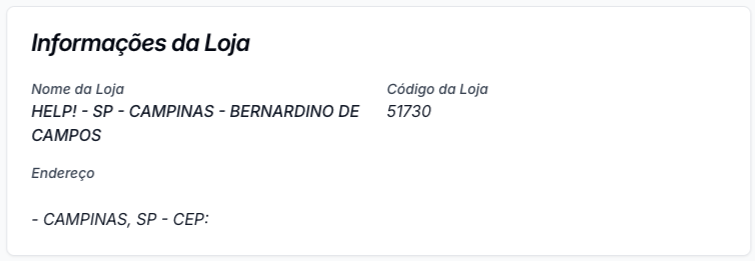 Informações da Loja
Nome da Loja
HELP! - SP - CAMPINAS - BERNARDINO DE
CAMPOS
Código da Loja
51730
Endereço
- CAMPINAS, SP - CEP: